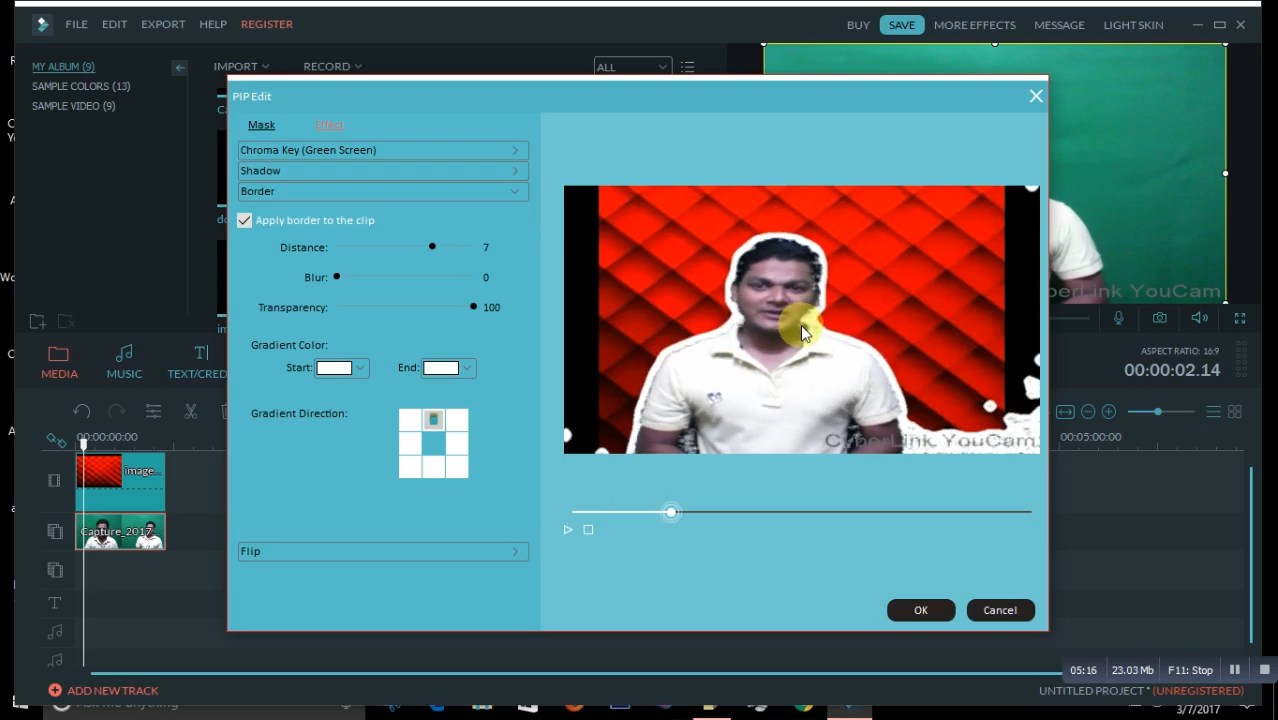 FILE EDIT EXPORT HELP REGISTER BUY SAVE MORE EFFECTS MESSAGE LIGHT SKIN
MY ALBUM (9) IMPORT RECORD ALL
SAMPLE COLORS (13)
SAMPLE VIDEO (9)
PIP Edit
Mask Effect
Chroma Key (Green Screen)
Shadow
Border
Apply border to the clip
Distance: 7
Blur: 0
Transparency: 100
Gradient Color:
Start: End:
Gradient Direction:
Flip
OK Cancel
CyberLink YouCam
berLink YouCam
MEDIA MUSIC TEXT/CRED
ASPECT RATIO: 16:9
00:00:02.14
00:00:00:00 00:05:00:00
image...
Capture_2017...
05:16 23.03 Mb F11: Stop
ADD NEW TRACK UNTITLED PROJECT * (UNREGISTERED)
3/7/2017